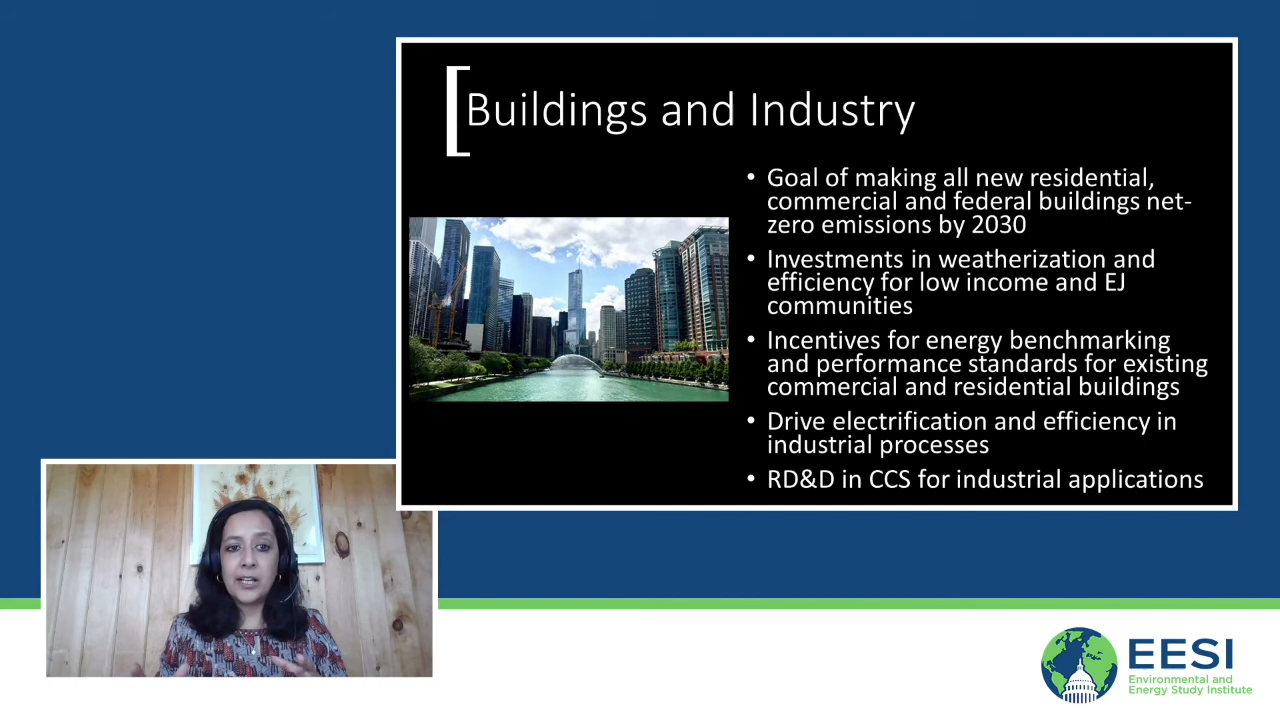 Buildings and Industry
• Goal of making all new residential,
commercial and federal buildings net-
zero emissions by 2030
• Investments in weatherization and
efficiency for low income and EJ
communities
• Incentives for energy benchmarking
and performance standards for existing
commercial and residential buildings
• Drive electrification and efficiency in
industrial processes
• RD&D in CCS for industrial applications
EESI
Environmental and
Energy Study Institute